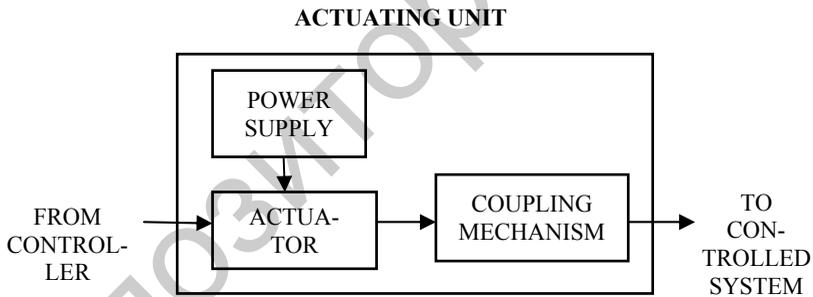 ACTUATING UNIT
POWER
SUPPLY
FROM
CONTROL-
LER
ACTUA-
TOR
COUPLING
MECHANISM
TO
CON-
TROLLED
SYSTEM